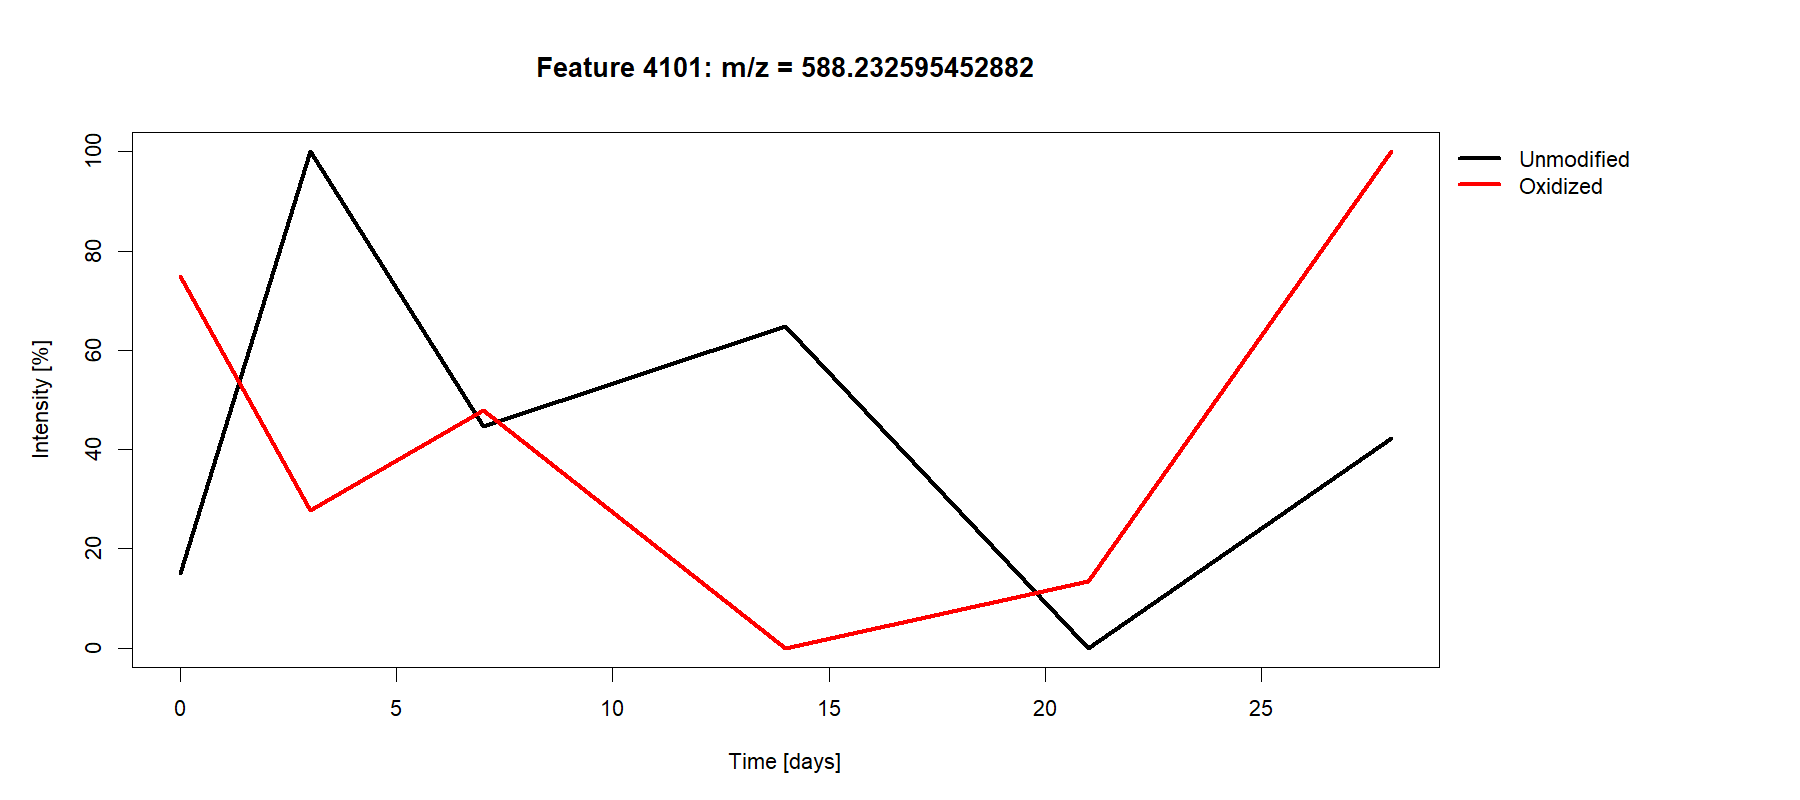 Feature 4101: m/z = 588.232595452882
Unmodified
Oxidized
Intensity [%]
100
80
60
40
20
0
0 5 10 15 20 25
Time [days]